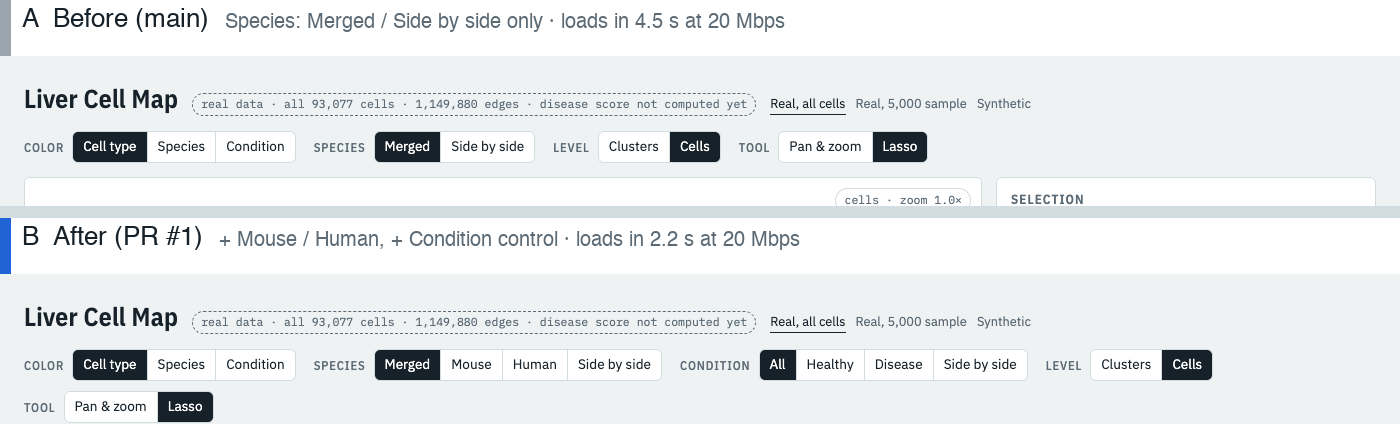 A Before (main) Species: Merged / Side by side only · loads in 4.5 s at 20 Mbps
Liver Cell Map real data · all 93,077 cells · 1,149,880 edges · disease score not computed yet Real, all cells Real, 5,000 sample Synthetic
COLOR Cell type Species Condition SPECIES Merged Side by side LEVEL Clusters Cells TOOL Pan & zoom Lasso
cells · zoom 1.0× SELECTION
B After (PR #1) + Mouse / Human, + Condition control · loads in 2.2 s at 20 Mbps
Liver Cell Map real data · all 93,077 cells · 1,149,880 edges · disease score not computed yet Real, all cells Real, 5,000 sample Synthetic
COLOR Cell type Species Condition SPECIES Merged Mouse Human Side by side CONDITION All Healthy Disease Side by side LEVEL Clusters Cells
TOOL Pan & zoom Lasso